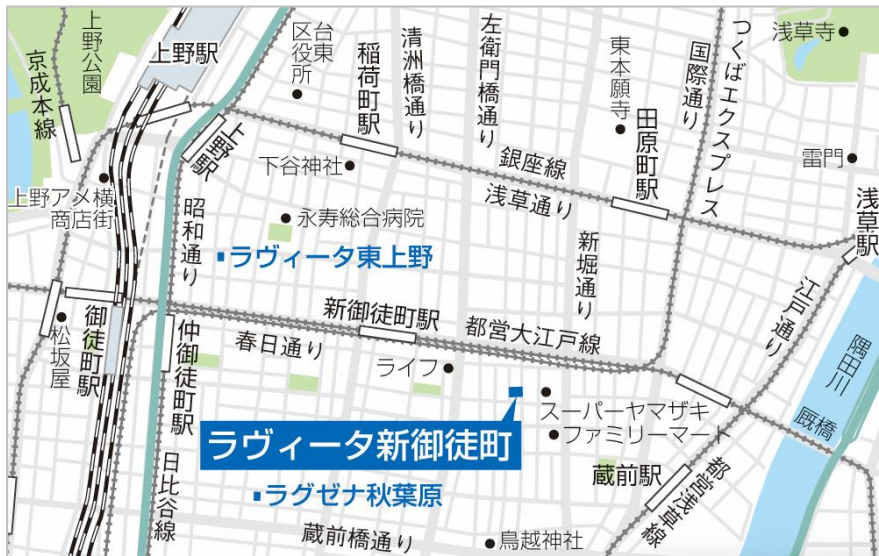 上野公園
上野駅
京成本線
台東
区役所
稲荷町駅
清洲橋通り
左衛門橋通り
東本願寺
田原町駅
国際通り
つくばエクスプレス
浅草寺
雷門
浅草駅
上野駅
下谷神社
銀座線
浅草通り
上野アメ横
商店街
昭和通り
永寿総合病院
ラヴィータ東上野
新堀通り
江戸通り
隅田川
厩橋
松坂屋
御徒町駅
仲御徒町駅
春日通り
新御徒町駅
都営大江戸線
ライフ
スーパーヤマザキ
ファミリーマート
ラヴィータ新御徒町
蔵前駅
都営浅草線
日比谷線
ラグゼナ秋葉原
蔵前橋通り
鳥越神社